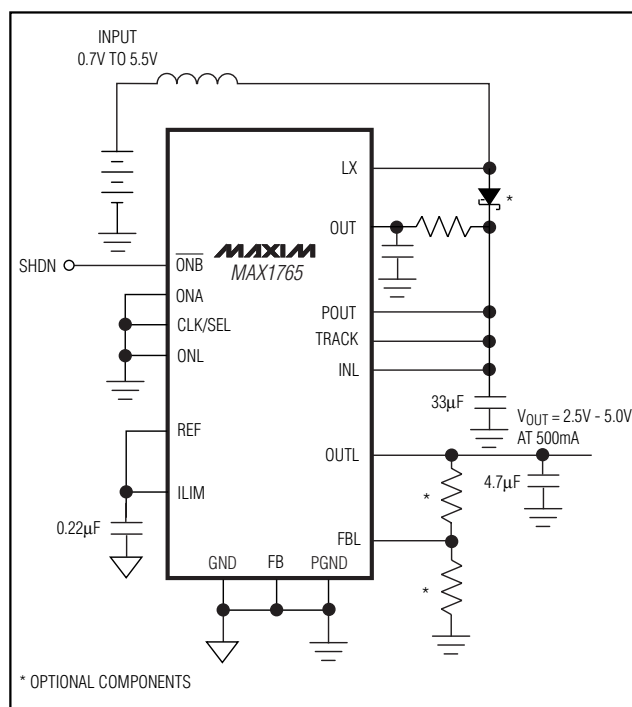 INPUT
0.7V TO 5.5V
LX
*
OUT
MAXIM
MAX1765
SHDN
ONB
ONA
CLK/SEL
ONL
POUT
TRACK
INL
33µF
VOUT = 2.5V - 5.0V
AT 500mA
REF
OUTL
4.7µF
*
ILIM
0.22µF
FBL
GND
FB
PGND
*
* OPTIONAL COMPONENTS